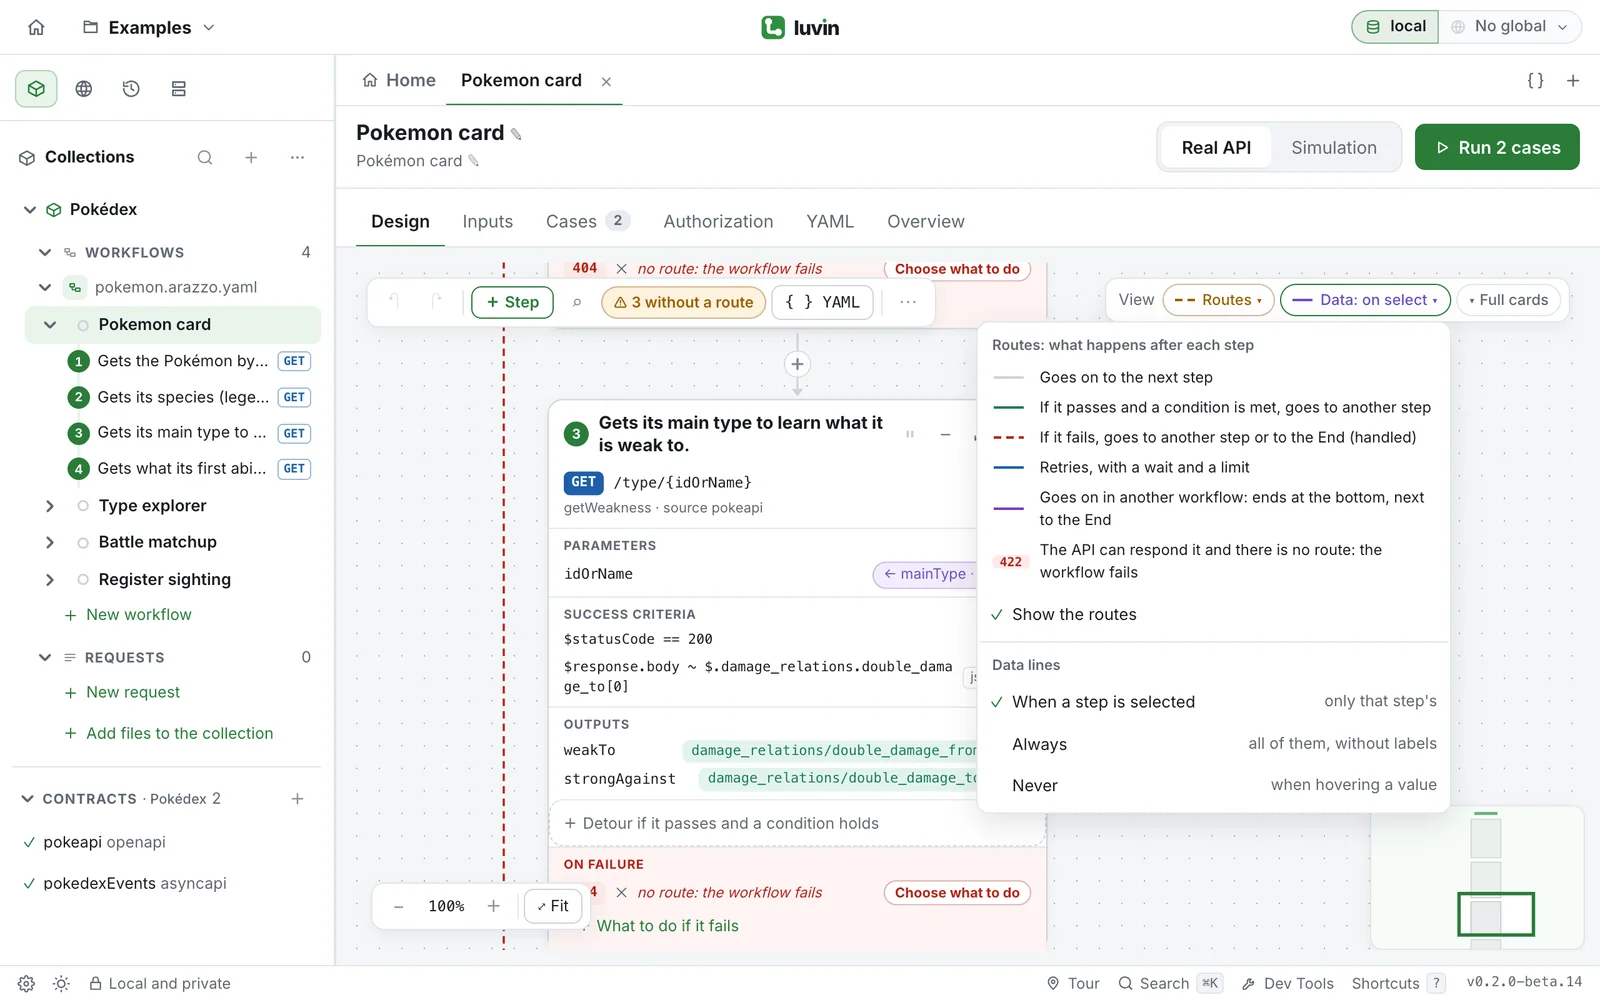 Examples
luvin
local
No global
Home
Pokemon card
Pokemon card
Pokémon card
Real API
Simulation
Run 2 cases
Collections
Pokédex
WORKFLOWS 4
pokemon.arazzo.yaml
Pokemon card
1 Gets the Pokémon by... GET
2 Gets its species (lege... GET
3 Gets its main type to ... GET
4 Gets what its first abi... GET
Type explorer
Battle matchup
Register sighting
+ New workflow
REQUESTS 0
+ New request
+ Add files to the collection
CONTRACTS · Pokédex 2
pokeapi openapi
pokedexEvents asyncapi
Design
Inputs
Cases 2
Authorization
YAML
Overview
404 no route: the workflow fails
Choose what to do
+ Step
3 without a route
{ } YAML
View
Routes
Data: on select
Full cards
3 Gets its main type to learn what it
is weak to.
GET /type/{idOrName}
getWeakness · source pokeapi
PARAMETERS
idOrName
← mainType ·
SUCCESS CRITERIA
$statusCode == 200
$response.body ~ $.damage_relations.double_dama
ge_to[0]
OUTPUTS
weakTo damage_relations/double_damage_fro
strongAgainst damage_relations/double_damage_t
+ Detour if it passes and a condition holds
ON FAILURE
4 no route: the workflow fails
Choose what to do
What to do if it fails
Routes: what happens after each step
Goes on to the next step
If it passes and a condition is met, goes to another step
If it fails, goes to another step or to the End (handled)
Retries, with a wait and a limit
Goes on in another workflow: ends at the bottom, next
to the End
422 The API can respond it and there is no route: the
workflow fails
Show the routes
Data lines
When a step is selected only that step's
Always all of them, without labels
Never when hovering a value
− 100% +
Fit
Local and private
Tour
Search ⌘K
Dev Tools
Shortcuts ?
v0.2.0-beta.14